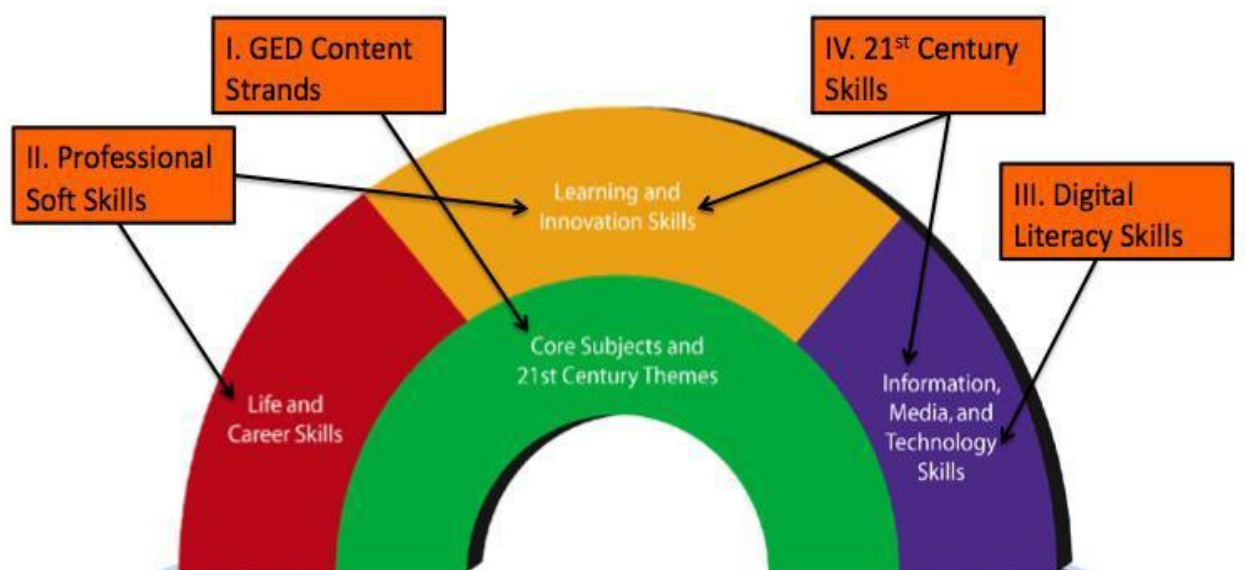 I. GED Content
Strands
IV. 21st Century
Skills
II. Professional
Soft Skills
Learning and
Innovation Skills
III. Digital
Literacy Skills
Core Subjects and
21st Century Themes
Life and
Career Skills
Information,
Media, and
Technology
Skills